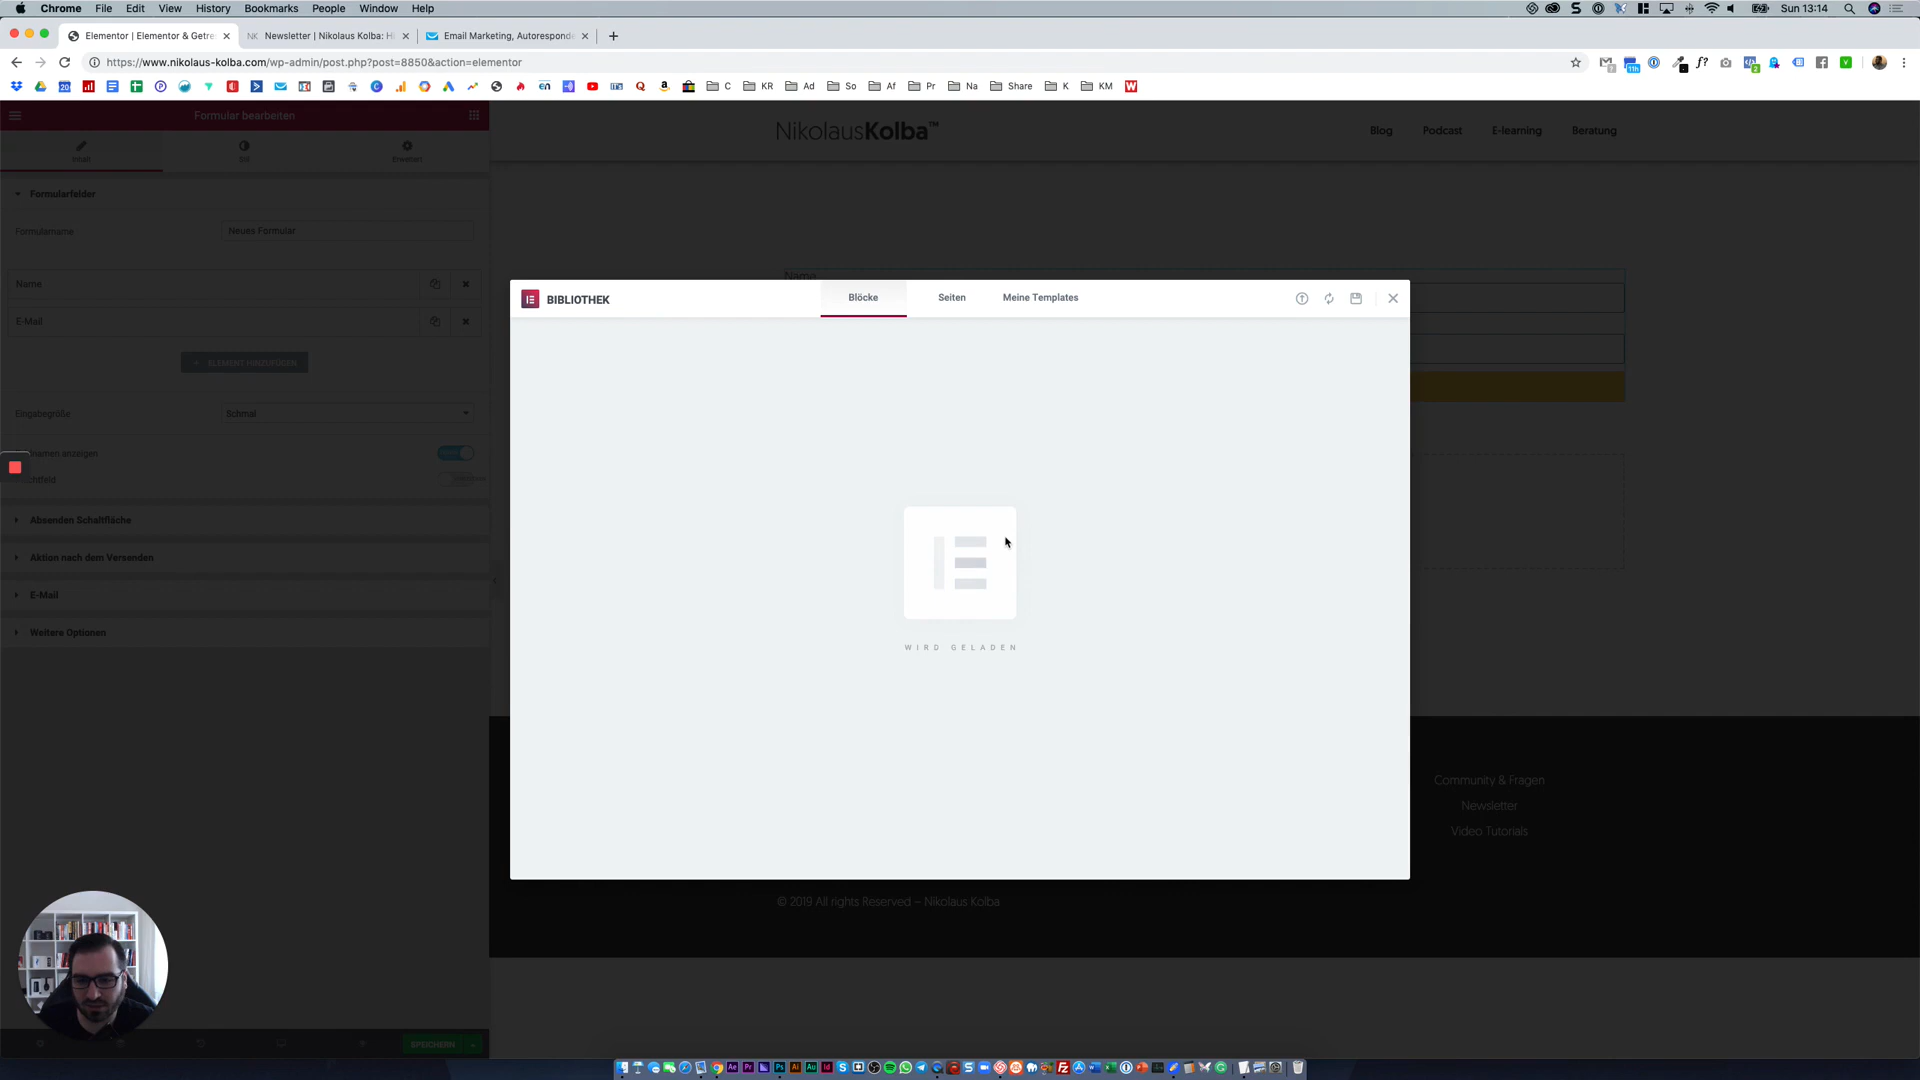 Chrome File Edit View History Bookmarks People Window Help
Sun 13:14
Elementor | Elementor & Getre
Newsletter | Nikolaus Kolba: Hi
Email Marketing, Autoresponde
https://www.nikolaus-kolba.com/wp-admin/post.php?post=8850&action=elementor
C KR Ad So Af Pr Na Share K KM
Formular bearbeiten
NikolausKolba™
Blog Podcast E-learning Beratung
Inhalt Stil Erweitert
Formularfelder
Formularname Neues Formular
Name
Name
BIBLIOTHEK Blöcke Seiten Meine Templates
E-Mail
ELEMENT HINZUFÜGEN
Eingabegröße Schmal
namen anzeigen
chtfeld
Absenden Schaltfläche
Aktion nach dem Versenden
E-Mail
Weitere Optionen
WIRD GELADEN
Community & Fragen
Newsletter
Video Tutorials
© 2019 All rights Reserved – Nikolaus Kolba
SPEICHERN